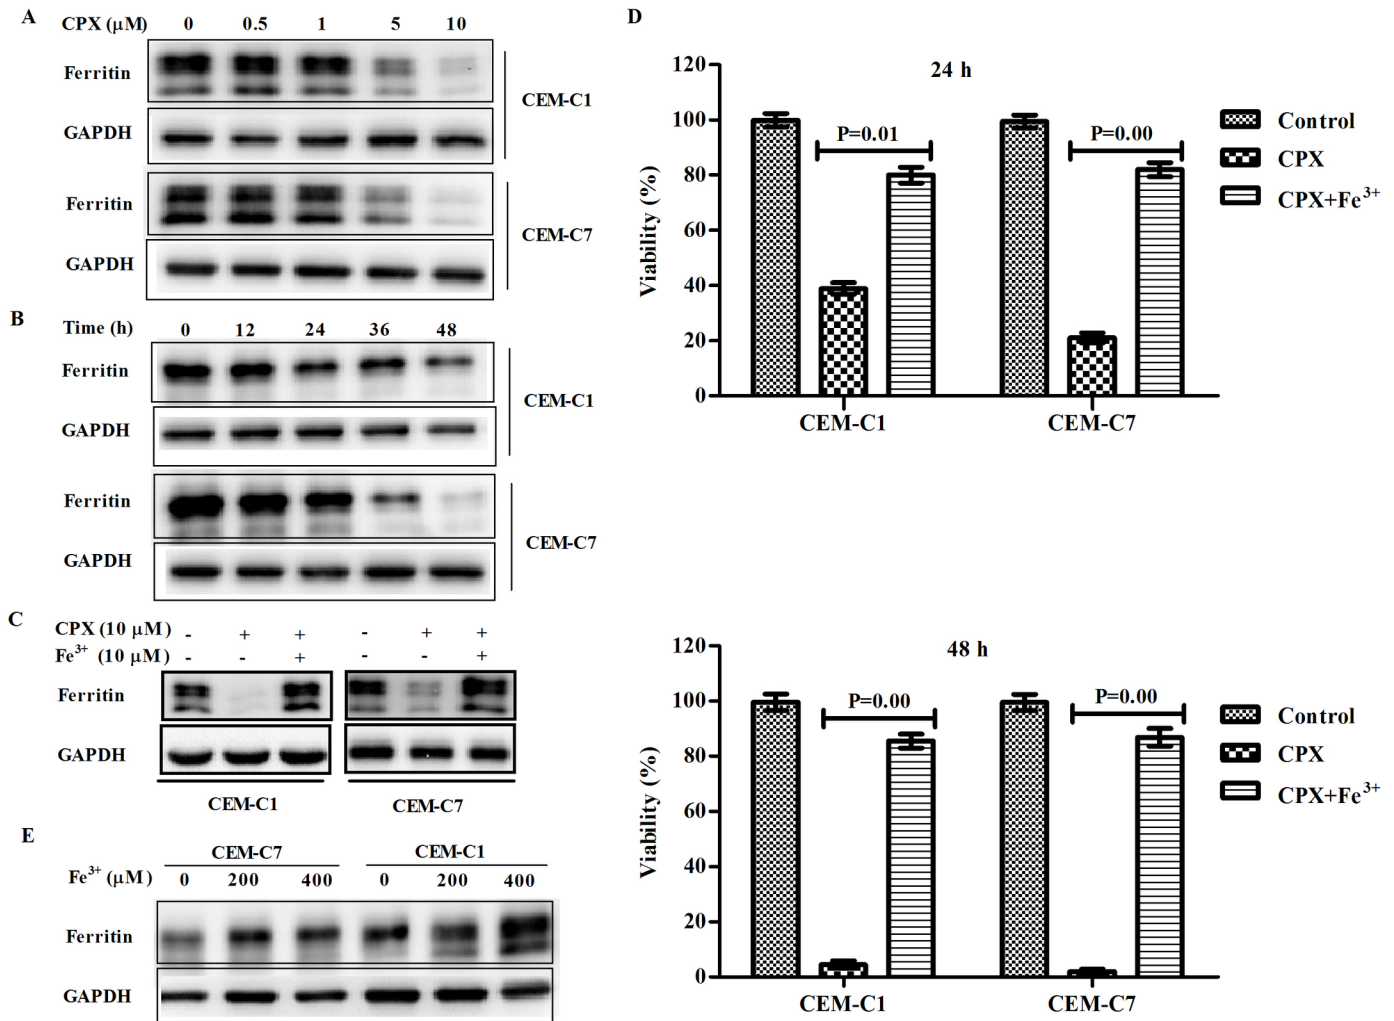 A
CPX (µM) 0 0.5 1 5 10
Ferritin
GAPDH
CEM-C1
Ferritin
GAPDH
CEM-C7
B
Time (h) 0 12 24 36 48
Ferritin
GAPDH
CEM-C1
Ferritin
GAPDH
CEM-C7
C
CPX (10 µM) - + + - + +
Fe³⁺ (10 µM) - - + - - +
Ferritin
GAPDH
CEM-C1 CEM-C7
E
CEM-C7 CEM-C1
Fe³⁺ (µM) 0 200 400 0 200 400
Ferritin
GAPDH
D
24 h
Viability (%)
120
100
80
60
40
20
0
P=0.01 P=0.00
CEM-C1 CEM-C7
Control
CPX
CPX+Fe³⁺
48 h
Viability (%)
120
100
80
60
40
20
0
P=0.00 P=0.00
CEM-C1 CEM-C7
Control
CPX
CPX+Fe³⁺